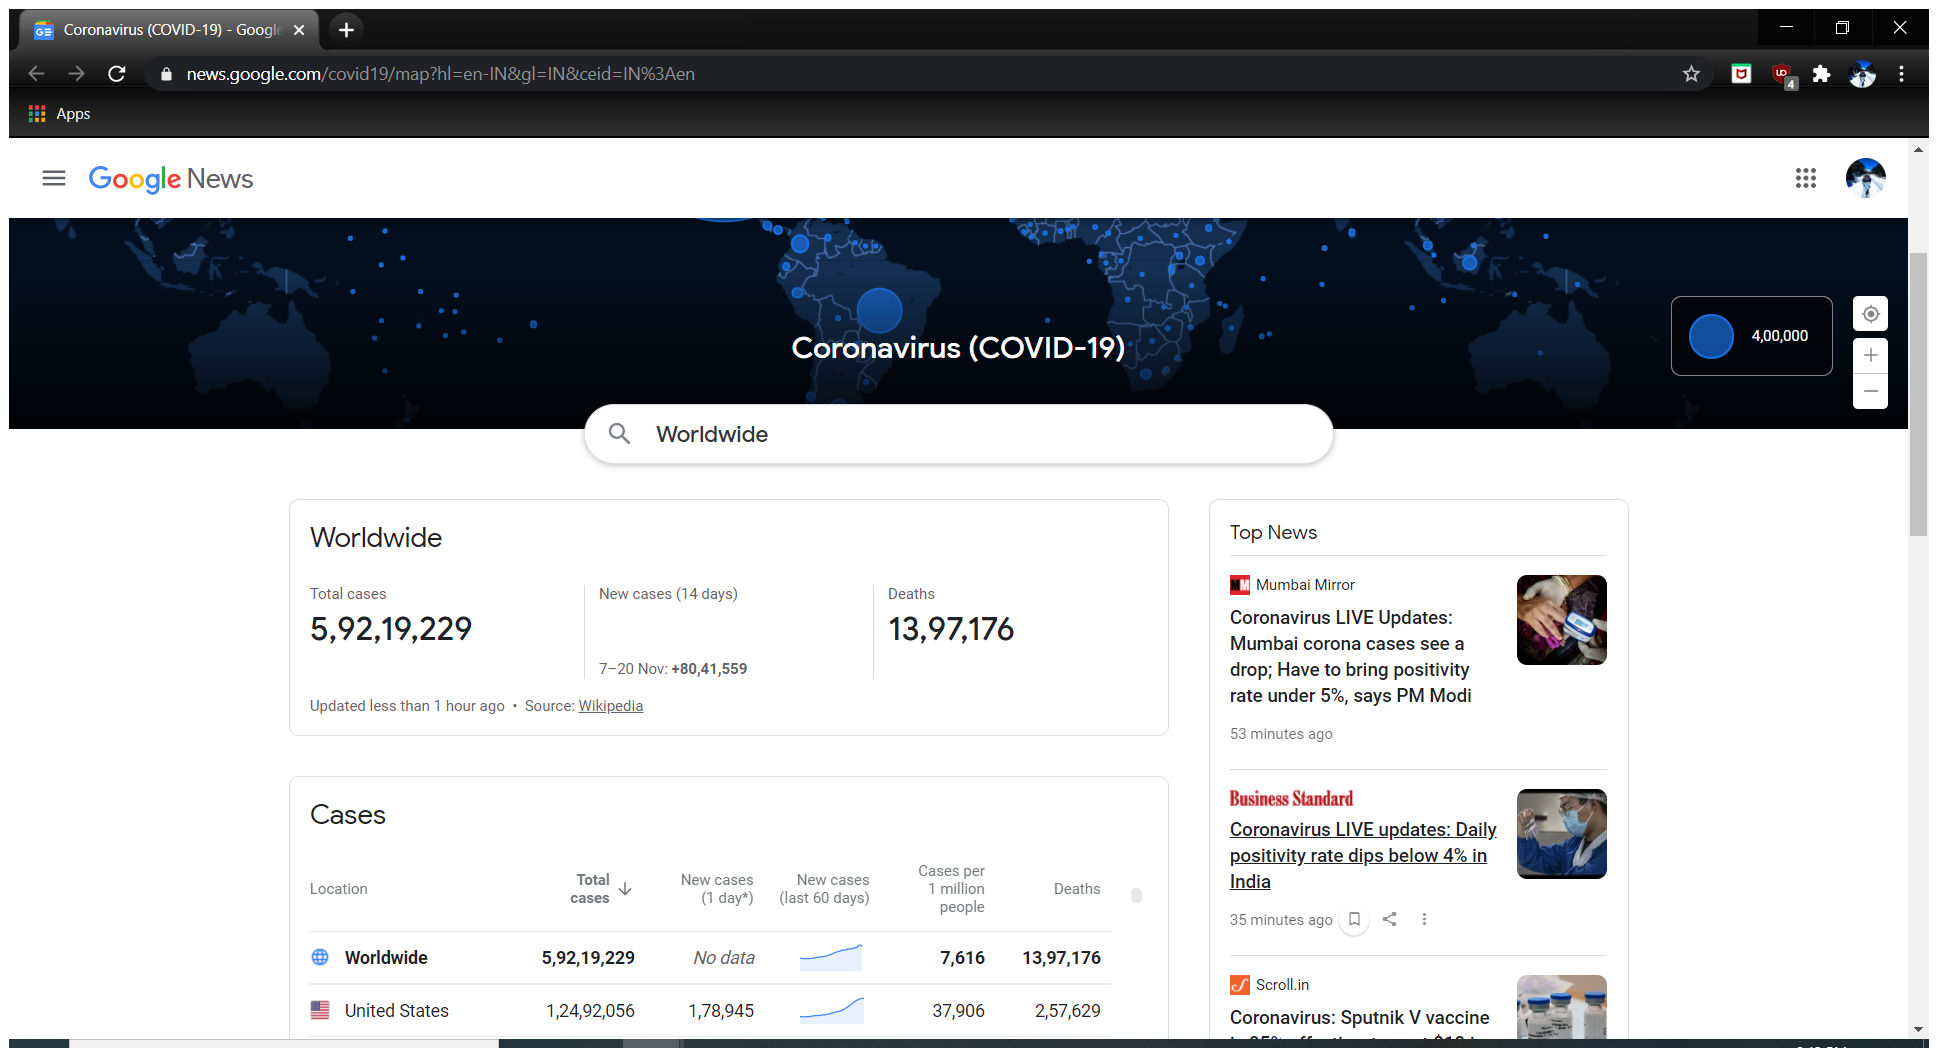 Coronavirus (COVID-19) - Google
news.google.com/covid19/map?hl=en-IN&gl=IN&ceid=IN%3Aen
4
Apps
Google News
4,00,000
Coronavirus (COVID-19)
Worldwide
Worldwide
Total cases
5,92,19,229
New cases (14 days)
7–20 Nov: +80,41,559
Deaths
13,97,176
Updated less than 1 hour ago • Source: Wikipedia
Cases
Location
Total
cases
New cases
(1 day*)
New cases
(last 60 days)
Cases per
1 million
people
Deaths
Worldwide 5,92,19,229 No data 7,616 13,97,176
United States 1,24,92,056 1,78,945 37,906 2,57,629
Top News
Mumbai Mirror
Coronavirus LIVE Updates:
Mumbai corona cases see a
drop; Have to bring positivity
rate under 5%, says PM Modi
53 minutes ago
Business Standard
Coronavirus LIVE updates: Daily
positivity rate dips below 4% in
India
35 minutes ago
Scroll.in
Coronavirus: Sputnik V vaccine